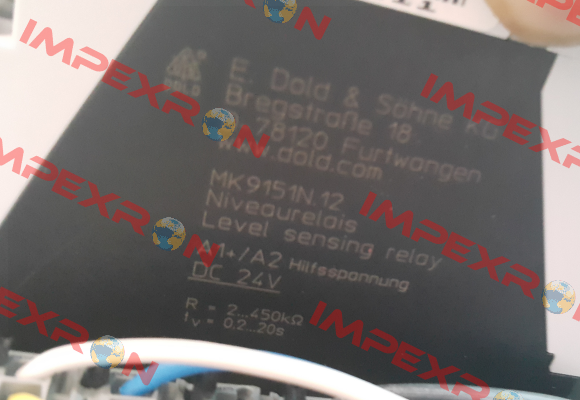 DOLD
E. Dold & Söhne KG
Bregstraße 18
78120 Furtwangen
www.dold.com
MK9151N.12
Niveaurelais
Level sensing relay
A1+/A2 Hilfsspannung
DC 24V
R = 2...450kΩ
tv = 0.2...20s
IMPEXRON
IMPEXRON
IMPEXRON
IMPEXRON
IMPEXRON
IMPEXRON